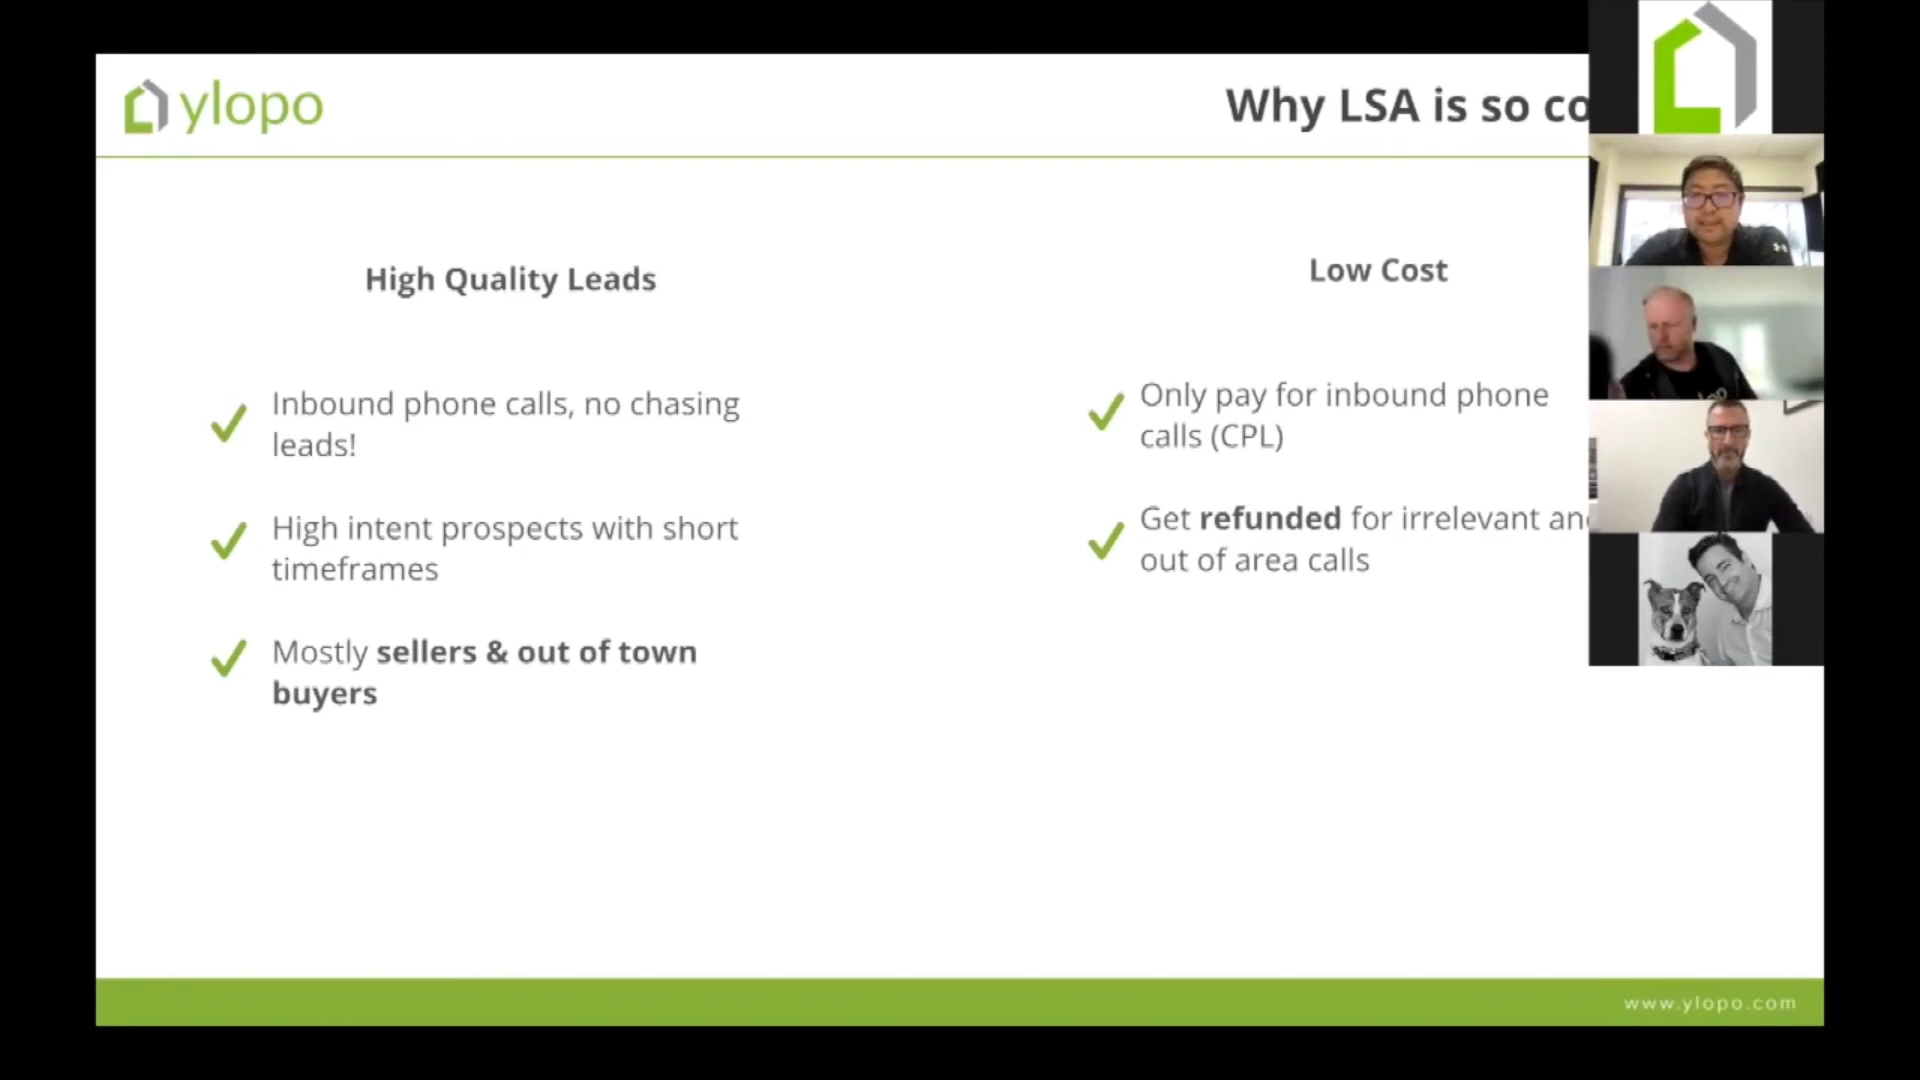 ylopo
Why LSA is so co
High Quality Leads
Inbound phone calls, no chasing
leads!
High intent prospects with short
timeframes
Mostly sellers & out of town
buyers
Low Cost
Only pay for inbound phone
calls (CPL)
Get refunded for irrelevant an
out of area calls
www.ylopo.com